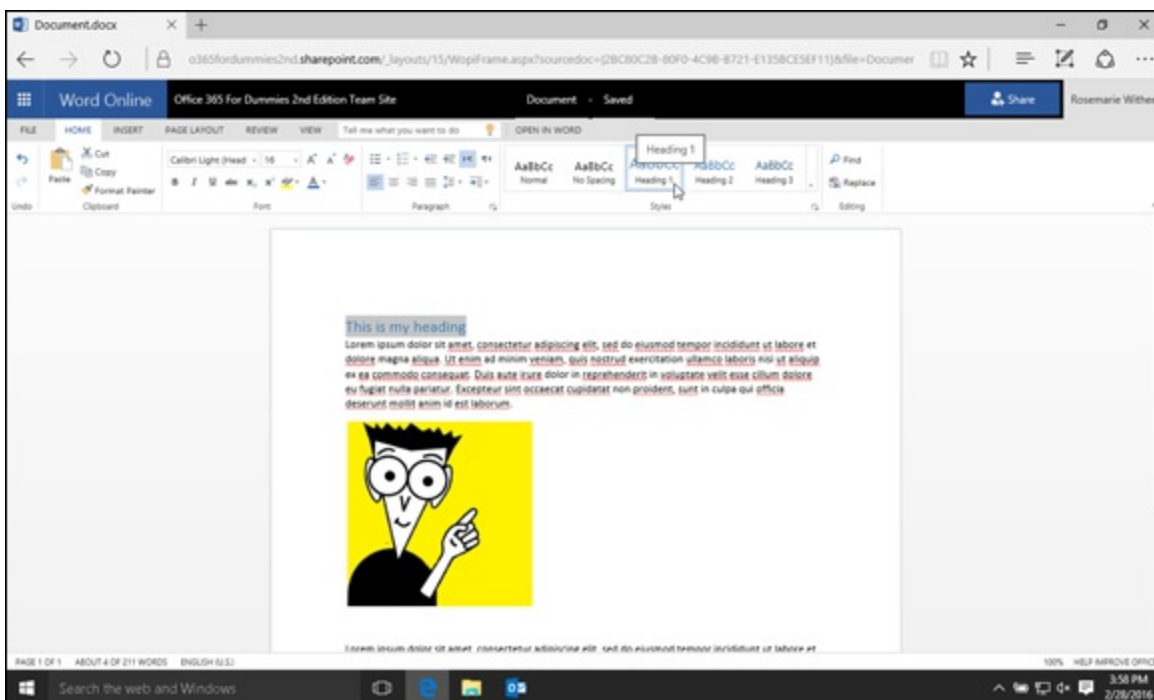 Document.docx
o365fordummies2nd.sharepoint.com/_layouts/15/WopiFrame.aspx?sourcedoc={2BC80C2B-80F0-4C9B-B721-E135BCE5EF11}&file=Documen
Word Online Office 365 For Dummies 2nd Edition Team Site Document - Saved Share Rosemarie Withee
FILE HOME INSERT PAGE LAYOUT REVIEW VIEW Tell me what you want to do OPEN IN WORD
Heading 1
Cut
Copy
Paste Format Painter
Calibri Light (Head 16
AaBbCc AaBbCc AaBbCc AaBbCc AaBbCc
Normal No Spacing Heading 1 Heading 2 Heading 3
Find
Replace
Undo Clipboard Font Paragraph Styles Editing
This is my heading
Lorem ipsum dolor sit amet, consectetur adipiscing elit, sed do eiusmod tempor incididunt ut labore et
dolore magna aliqua. Ut enim ad minim veniam, quis nostrud exercitation ullamco laboris nisi ut aliquip
ex ea commodo consequat. Duis aute irure dolor in reprehenderit in voluptate velit esse cillum dolore
eu fugiat nulla pariatur. Excepteur sint occaecat cupidatat non proident, sunt in culpa qui officia
deserunt mollit anim id est laborum.
Lorem ipsum dolor sit amet, consectetur adipiscing elit, sed do eiusmod tempor incididunt ut labore et
PAGE 1 OF 1 ABOUT 4 OF 211 WORDS ENGLISH (U.S.) 100% HELP IMPROVE OFFIC
Search the web and Windows
3:58 PM
2/28/2016